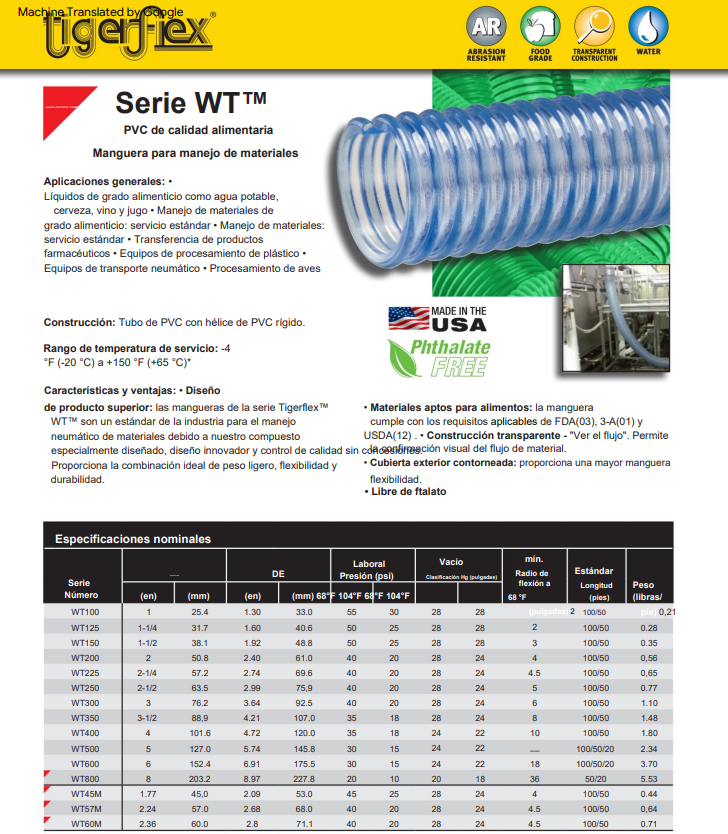 Machine Translated by Google
Tigerflex®
AR
ABRASION RESISTANT
FOOD GRADE
TRANSPARENT CONSTRUCTION
WATER
Serie WT™
PVC de calidad alimentaria
Manguera para manejo de materiales
Aplicaciones generales: •
Líquidos de grado alimenticio como agua potable,
cerveza, vino y jugo • Manejo de materiales de
grado alimenticio: servicio estándar • Manejo de materiales:
servicio estándar • Transferencia de productos
farmacéuticos • Equipos de procesamiento de plástico •
Equipos de transporte neumático • Procesamiento de aves
MADE IN THE
USA
Phthalate
FREE
Construcción: Tubo de PVC con hélice de PVC rígido.
Rango de temperatura de servicio: -4
°F (-20 °C) a +150 °F (+65 °C)*
Características y ventajas: • Diseño
de producto superior: las mangueras de la serie Tigerflex™
WT™ son un estándar de la industria para el manejo
neumático de materiales debido a nuestro compuesto
especialmente diseñado, diseño innovador y control de calidad sin concesiones.
Proporciona la combinación ideal de peso ligero, flexibilidad y
durabilidad.
• Materiales aptos para alimentos: la manguera
cumple con los requisitos aplicables de FDA(03), 3-A(01) y
USDA(12) . • Construcción transparente - "Ver el flujo". Permite
la confirmación visual del flujo de material.
• Cubierta exterior contorneada: proporciona una mayor manguera
flexibilidad.
• Libre de ftalato
Especificaciones nominales
Serie Número __ DE Laboral Presión (psi) Vacío Clasificación Hg (pulgadas) mín. Radio de flexión a 68 °F Estándar Longitud (pies) Peso (libras/
(en) (mm) (en) (mm) 68°F 104°F 68°F 104°F
WT100 1 25.4 1.30 33.0 55 30 28 28 (pulgadas) 2 100/50 pie) 0,21
WT125 1-1/4 31.7 1.60 40.6 50 25 28 28 2 100/50 0.28
WT150 1-1/2 38.1 1.92 48.8 50 25 28 28 3 100/50 0.35
WT200 2 50.8 2.40 61.0 40 20 28 24 4 100/50 0,56
WT225 2-1/4 57.2 2.74 69.6 40 20 28 24 4.5 100/50 0,65
WT250 2-1/2 63.5 2.99 75,9 40 20 28 24 5 100/50 0.77
WT300 3 76.2 3.64 92.5 40 20 28 24 6 100/50 1.10
WT350 3-1/2 88,9 4.21 107.0 35 18 28 24 8 100/50 1.48
WT400 4 101.6 4.72 120.0 35 18 24 22 10 100/50 1.80
WT500 5 127.0 5.74 145.8 30 15 24 22 __ 100/50/20 2.34
WT600 6 152.4 6.91 175.5 30 15 24 22 18 100/50/20 3.70
WT800 8 203.2 8.97 227.8 20 10 20 18 36 50/20 5.53
WT45M 1.77 45,0 2.09 53.0 45 25 28 24 4 100/50 0.44
WT57M 2.24 57.0 2.68 68.0 40 20 28 24 4.5 100/50 0,64
WT60M 2.36 60.0 2.8 71.1 40 20 28 24 4.5 100/50 0.71